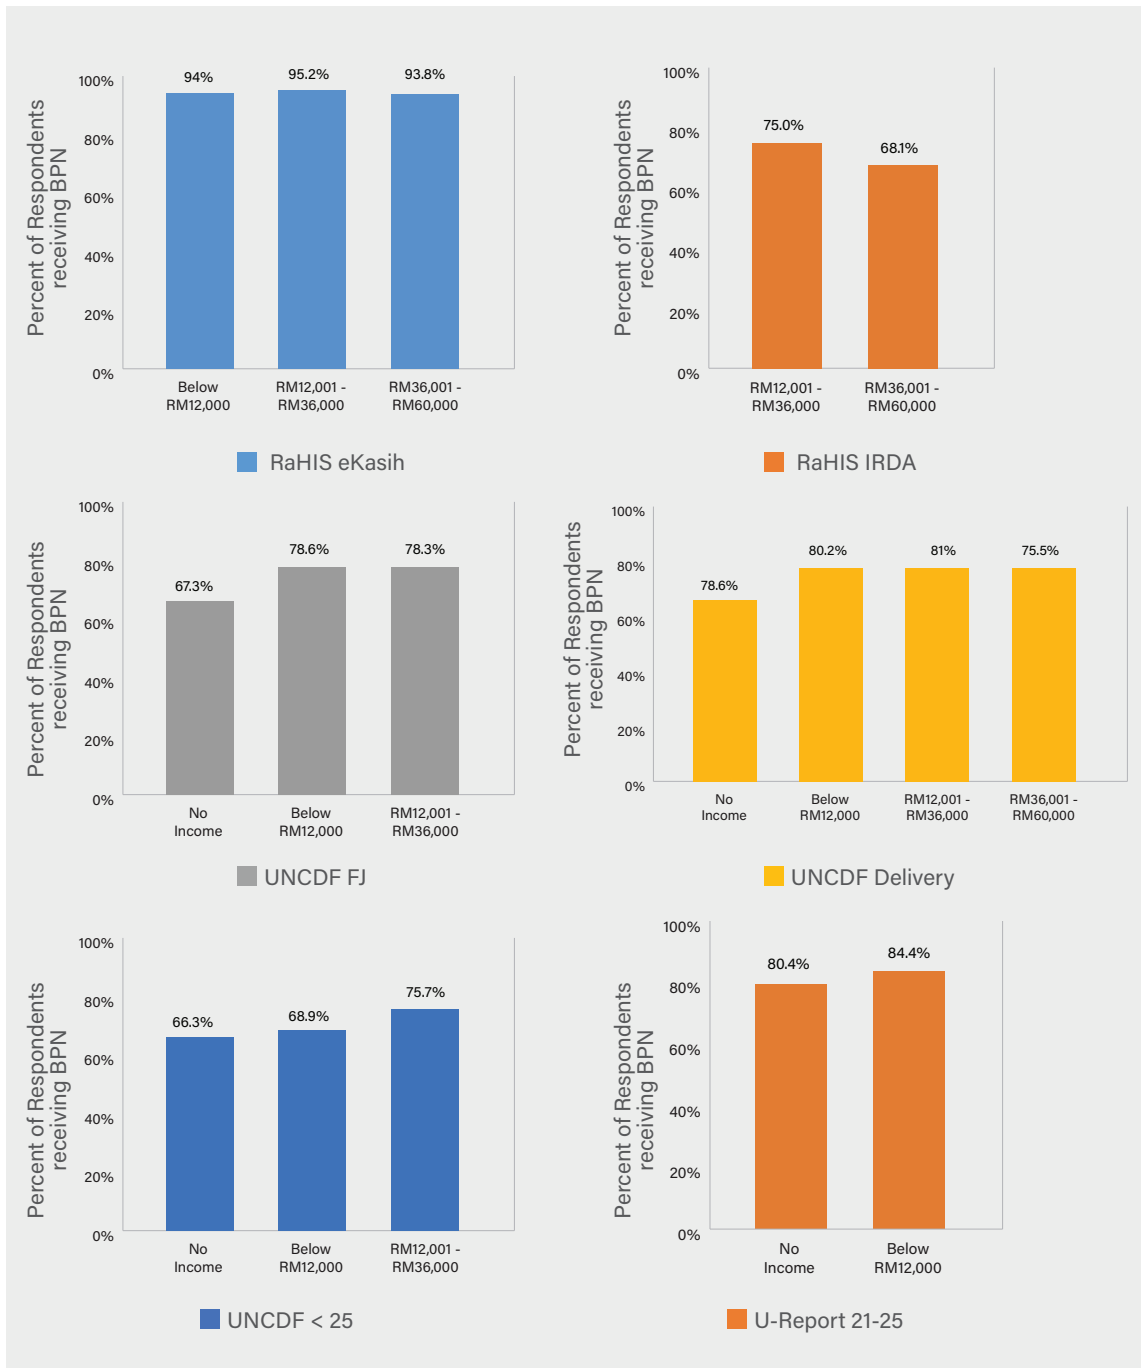 Percent of Respondents
receiving BPN
100%
80%
60%
40%
20%
0%
94%
95.2%
93.8%
Below
RM12,000
RM12,001 -
RM36,000
RM36,001 -
RM60,000
RaHIS eKasih
Percent of Respondents
receiving BPN
100%
80%
60%
40%
20%
0%
75.0%
68.1%
RM12,001 -
RM36,000
RM36,001 -
RM60,000
RaHIS IRDA
Percent of Respondents
receiving BPN
100%
80%
60%
40%
20%
0%
67.3%
78.6%
78.3%
No
Income
Below
RM12,000
RM12,001 -
RM36,000
UNCDF FJ
Percent of Respondents
receiving BPN
100%
80%
60%
40%
20%
0%
78.6%
80.2%
81%
75.5%
No
Income
Below
RM12,000
RM12,001 -
RM36,000
RM36,001 -
RM60,000
UNCDF Delivery
Percent of Respondents
receiving BPN
100%
80%
60%
40%
20%
0%
66.3%
68.9%
75.7%
No
Income
Below
RM12,000
RM12,001 -
RM36,000
UNCDF < 25
Percent of Respondents
receiving BPN
100%
80%
60%
40%
20%
0%
80.4%
84.4%
No
Income
Below
RM12,000
U-Report 21-25